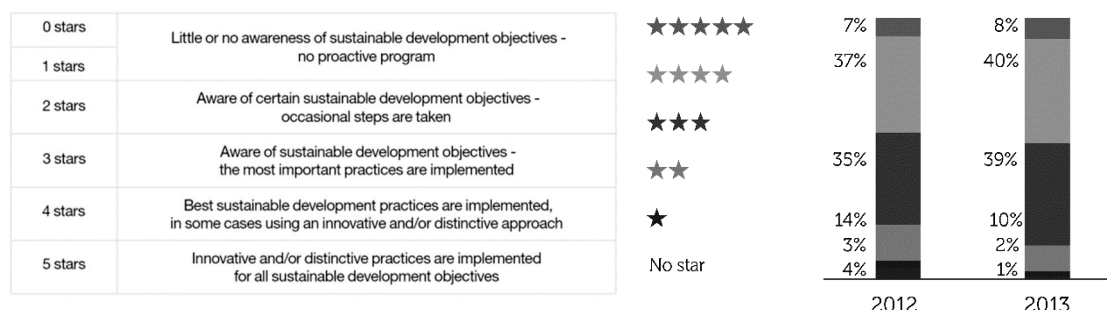 0 stars
Little or no awareness of sustainable development objectives -
no proactive program
1 stars
2 stars
Aware of certain sustainable development objectives -
occasional steps are taken
3 stars
Aware of sustainable development objectives -
the most important practices are implemented
4 stars
Best sustainable development practices are implemented,
in some cases using an innovative and/or distinctive approach
5 stars
Innovative and/or distinctive practices are implemented
for all sustainable development objectives
★★★★★
★★★★
★★★
★★
★
No star
7%
37%
35%
14%
3%
4%
2012
8%
40%
39%
10%
2%
1%
2013